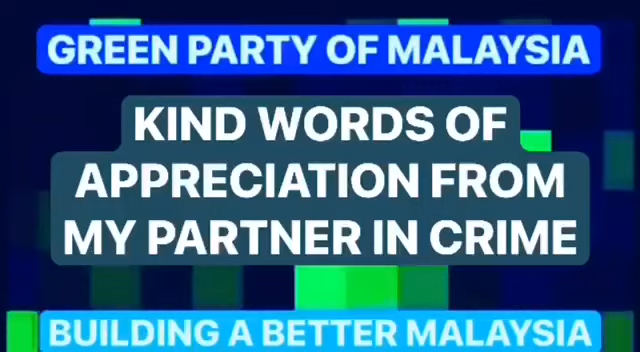 GREEN PARTY OF MALAYSIA
KIND WORDS OF
APPRECIATION FROM
MY PARTNER IN CRIME
BUILDING A BETTER MALAYSIA